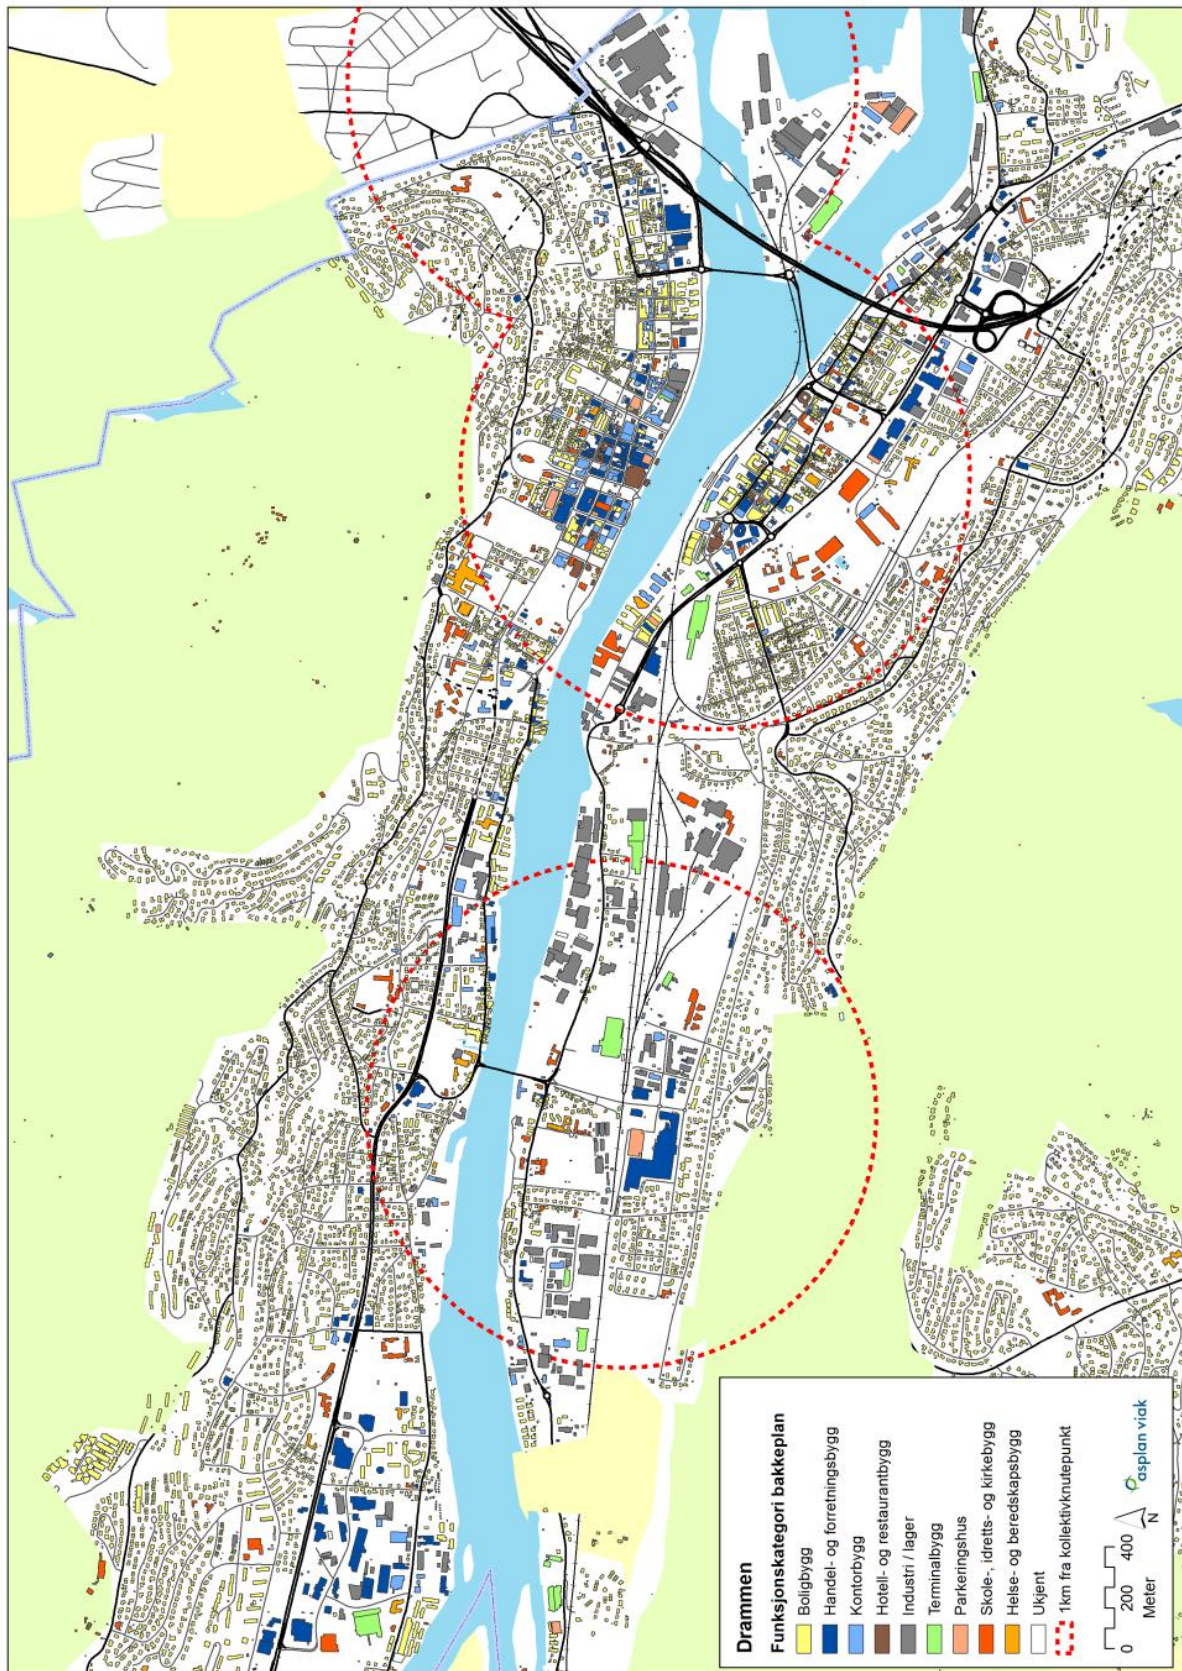 Drammen
Funksjonskategori bakkeplan
Boligbygg
Handel- og forretningsbygg
Kontorbygg
Hotell- og restaurantbygg
Industri / lager
Terminalbygg
Parkeringshus
Skole-, idretts- og kirkebygg
Helse- og beredskapsbygg
Ukjent
1km fra kollektivknutepunkt
0 200 400
Meter
N
asplan viak